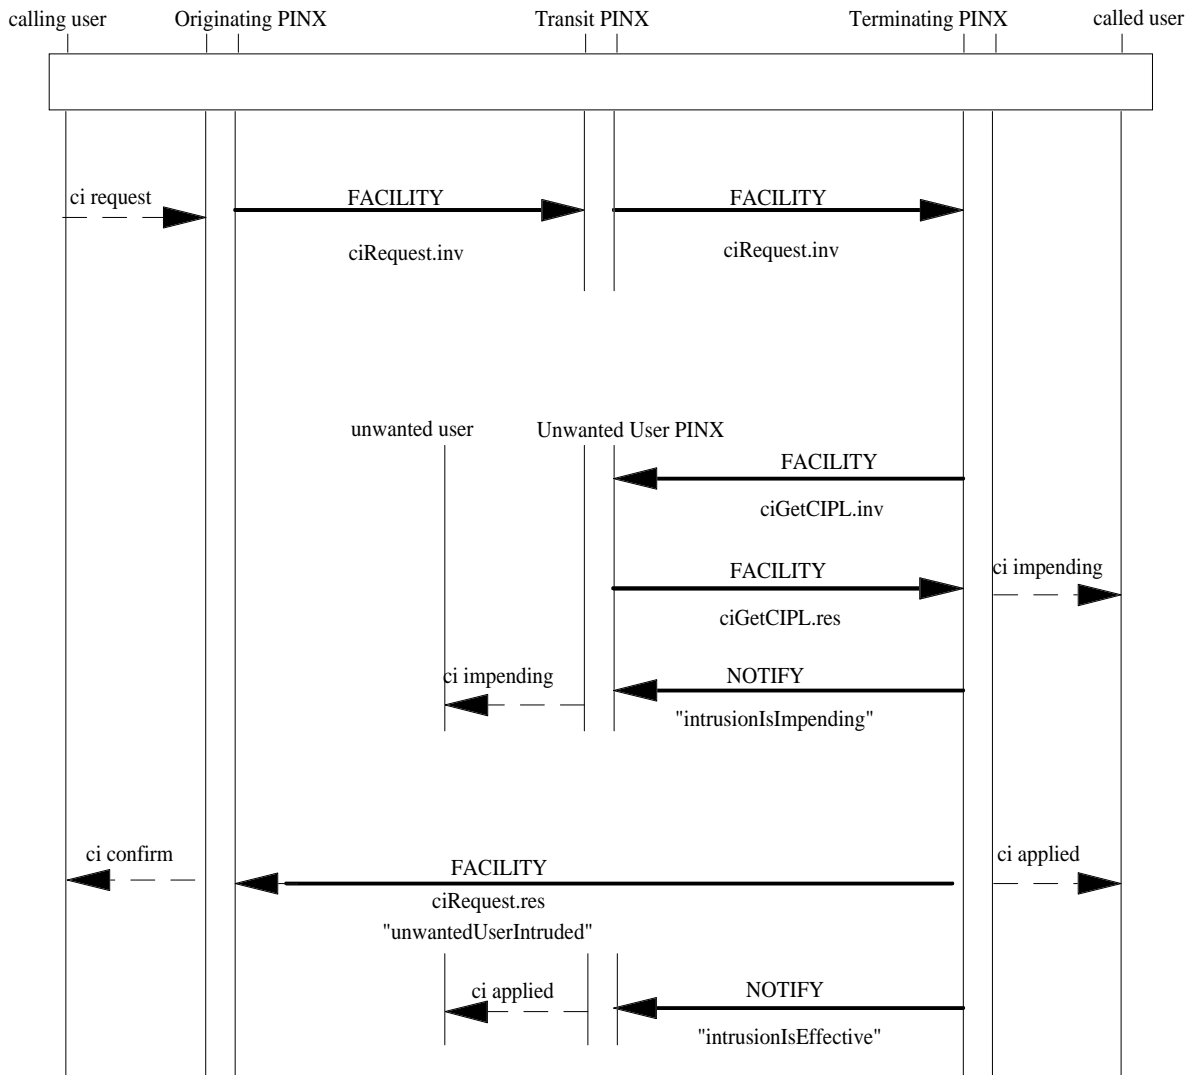 calling user
Originating PINX
Transit PINX
Terminating PINX
called user
ci request
FACILITY
FACILITY
ciRequest.inv
ciRequest.inv
unwanted user
Unwanted User PINX
FACILITY
ciGetCIPL.inv
FACILITY
ci impending
ciGetCIPL.res
ci impending
NOTIFY
"intrusionIsImpending"
ci confirm
FACILITY
ci applied
ciRequest.res
"unwantedUserIntruded"
ci applied
NOTIFY
"intrusionIsEffective"